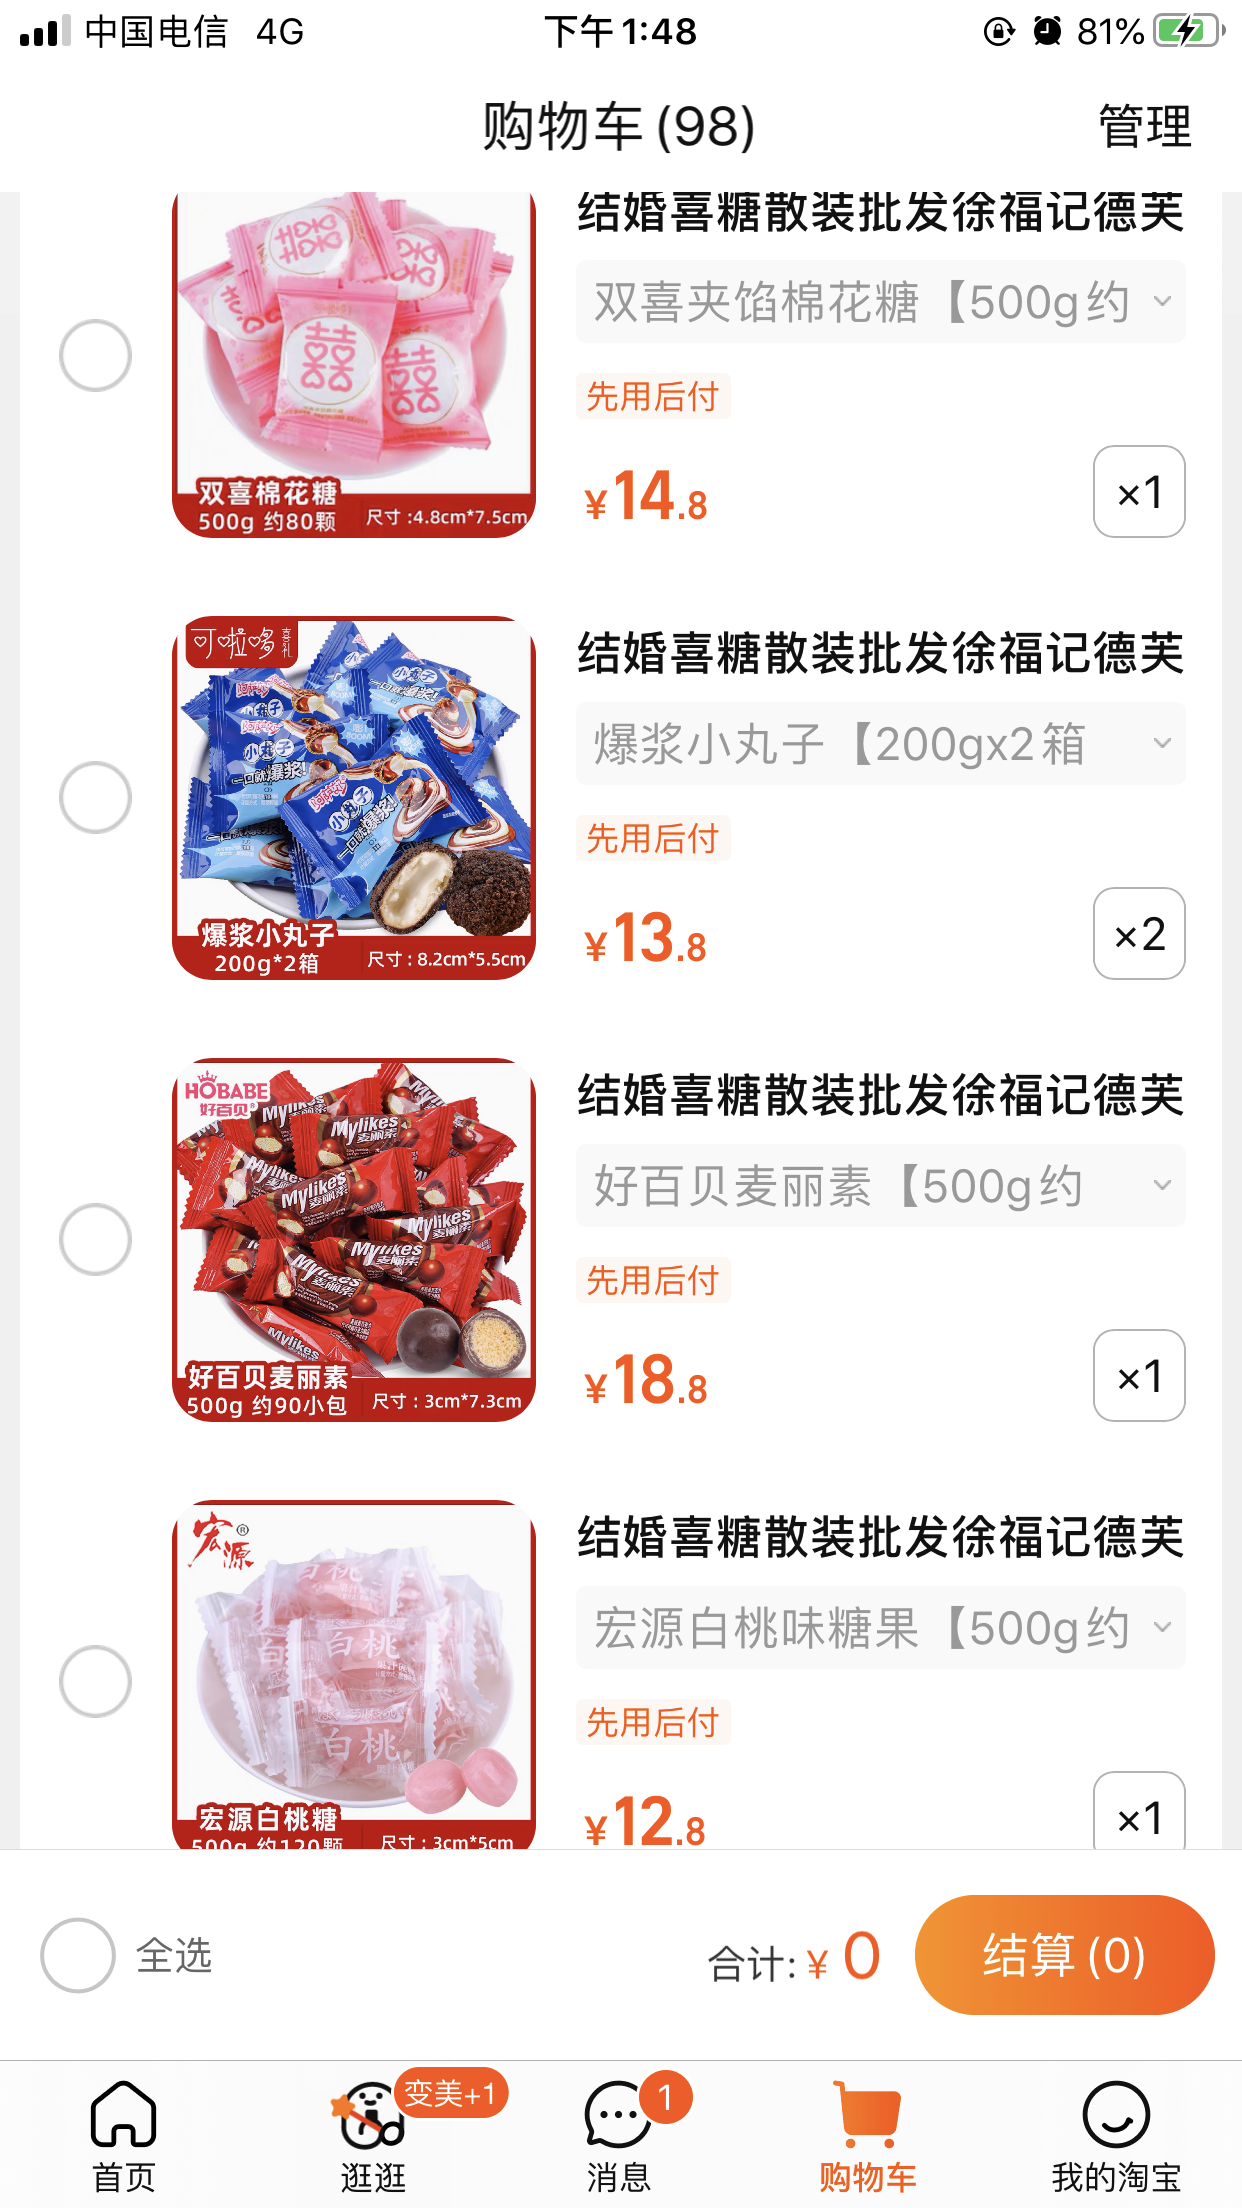 中国电信 4G 下午1:48 81%
购物车(98)
管理
结婚喜糖散装批发徐福记德芙
双喜夹馅棉花糖【500g约
先用后付
¥14.8
×1
双喜棉花糖
500g 约80颗
尺寸:4.8cm*7.5cm
可啦哆
喜礼
结婚喜糖散装批发徐福记德芙
爆浆小丸子【200gx2箱
先用后付
¥13.8
×2
小丸子
一口就爆浆!
爆浆小丸子
200g*2箱
尺寸:8.2cm*5.5cm
HOBABE
好百贝®
结婚喜糖散装批发徐福记德芙
好百贝麦丽素【500g约
先用后付
¥18.8
×1
Mylikes
麦丽素
好百贝麦丽素
500g 约90小包
尺寸:3cm*7.3cm
宏源®
结婚喜糖散装批发徐福记德芙
宏源白桃味糖果【500g约
先用后付
¥12.8
×1
白桃
白桃
宏源白桃糖
500g 约120颗
尺寸:3cm*5cm
全选
合计:¥0
结算(0)
变美+1
1
首页
逛逛
消息
购物车
我的淘宝